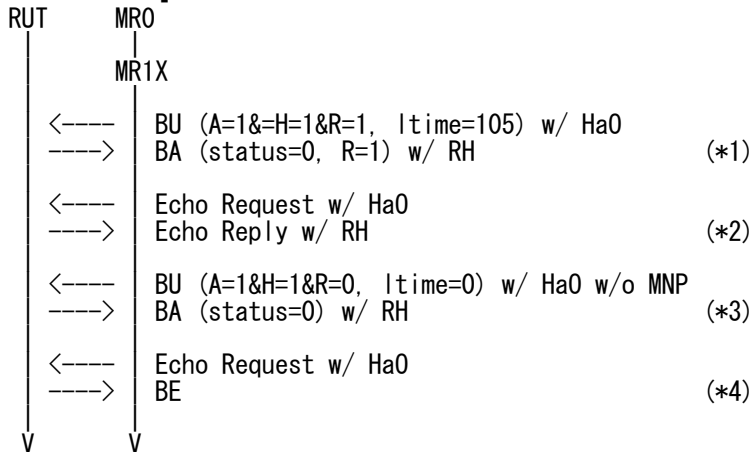 RUT MR0
MR1X
<---- BU (A=1&=H=1&R=1, ltime=105) w/ HaO
----> BA (status=0, R=1) w/ RH (*1)
<---- Echo Request w/ HaO
----> Echo Reply w/ RH (*2)
<---- BU (A=1&H=1&R=0, ltime=0) w/ HaO w/o MNP
----> BA (status=0) w/ RH (*3)
<---- Echo Request w/ HaO
----> BE (*4)
V V